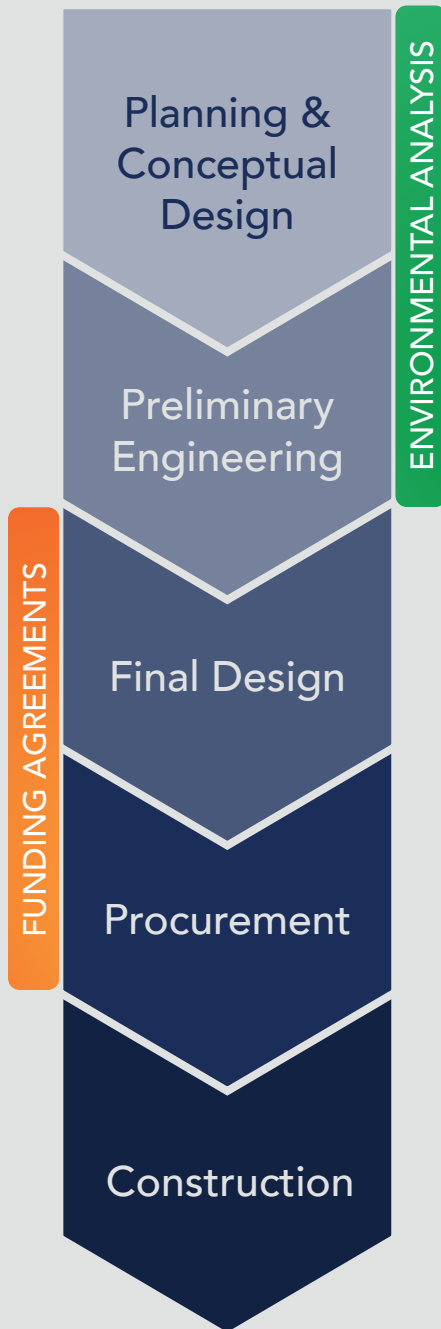 Planning &
Conceptual
Design
ENVIRONMENTAL ANALYSIS
Preliminary
Engineering
FUNDING AGREEMENTS
Final Design
Procurement
Construction